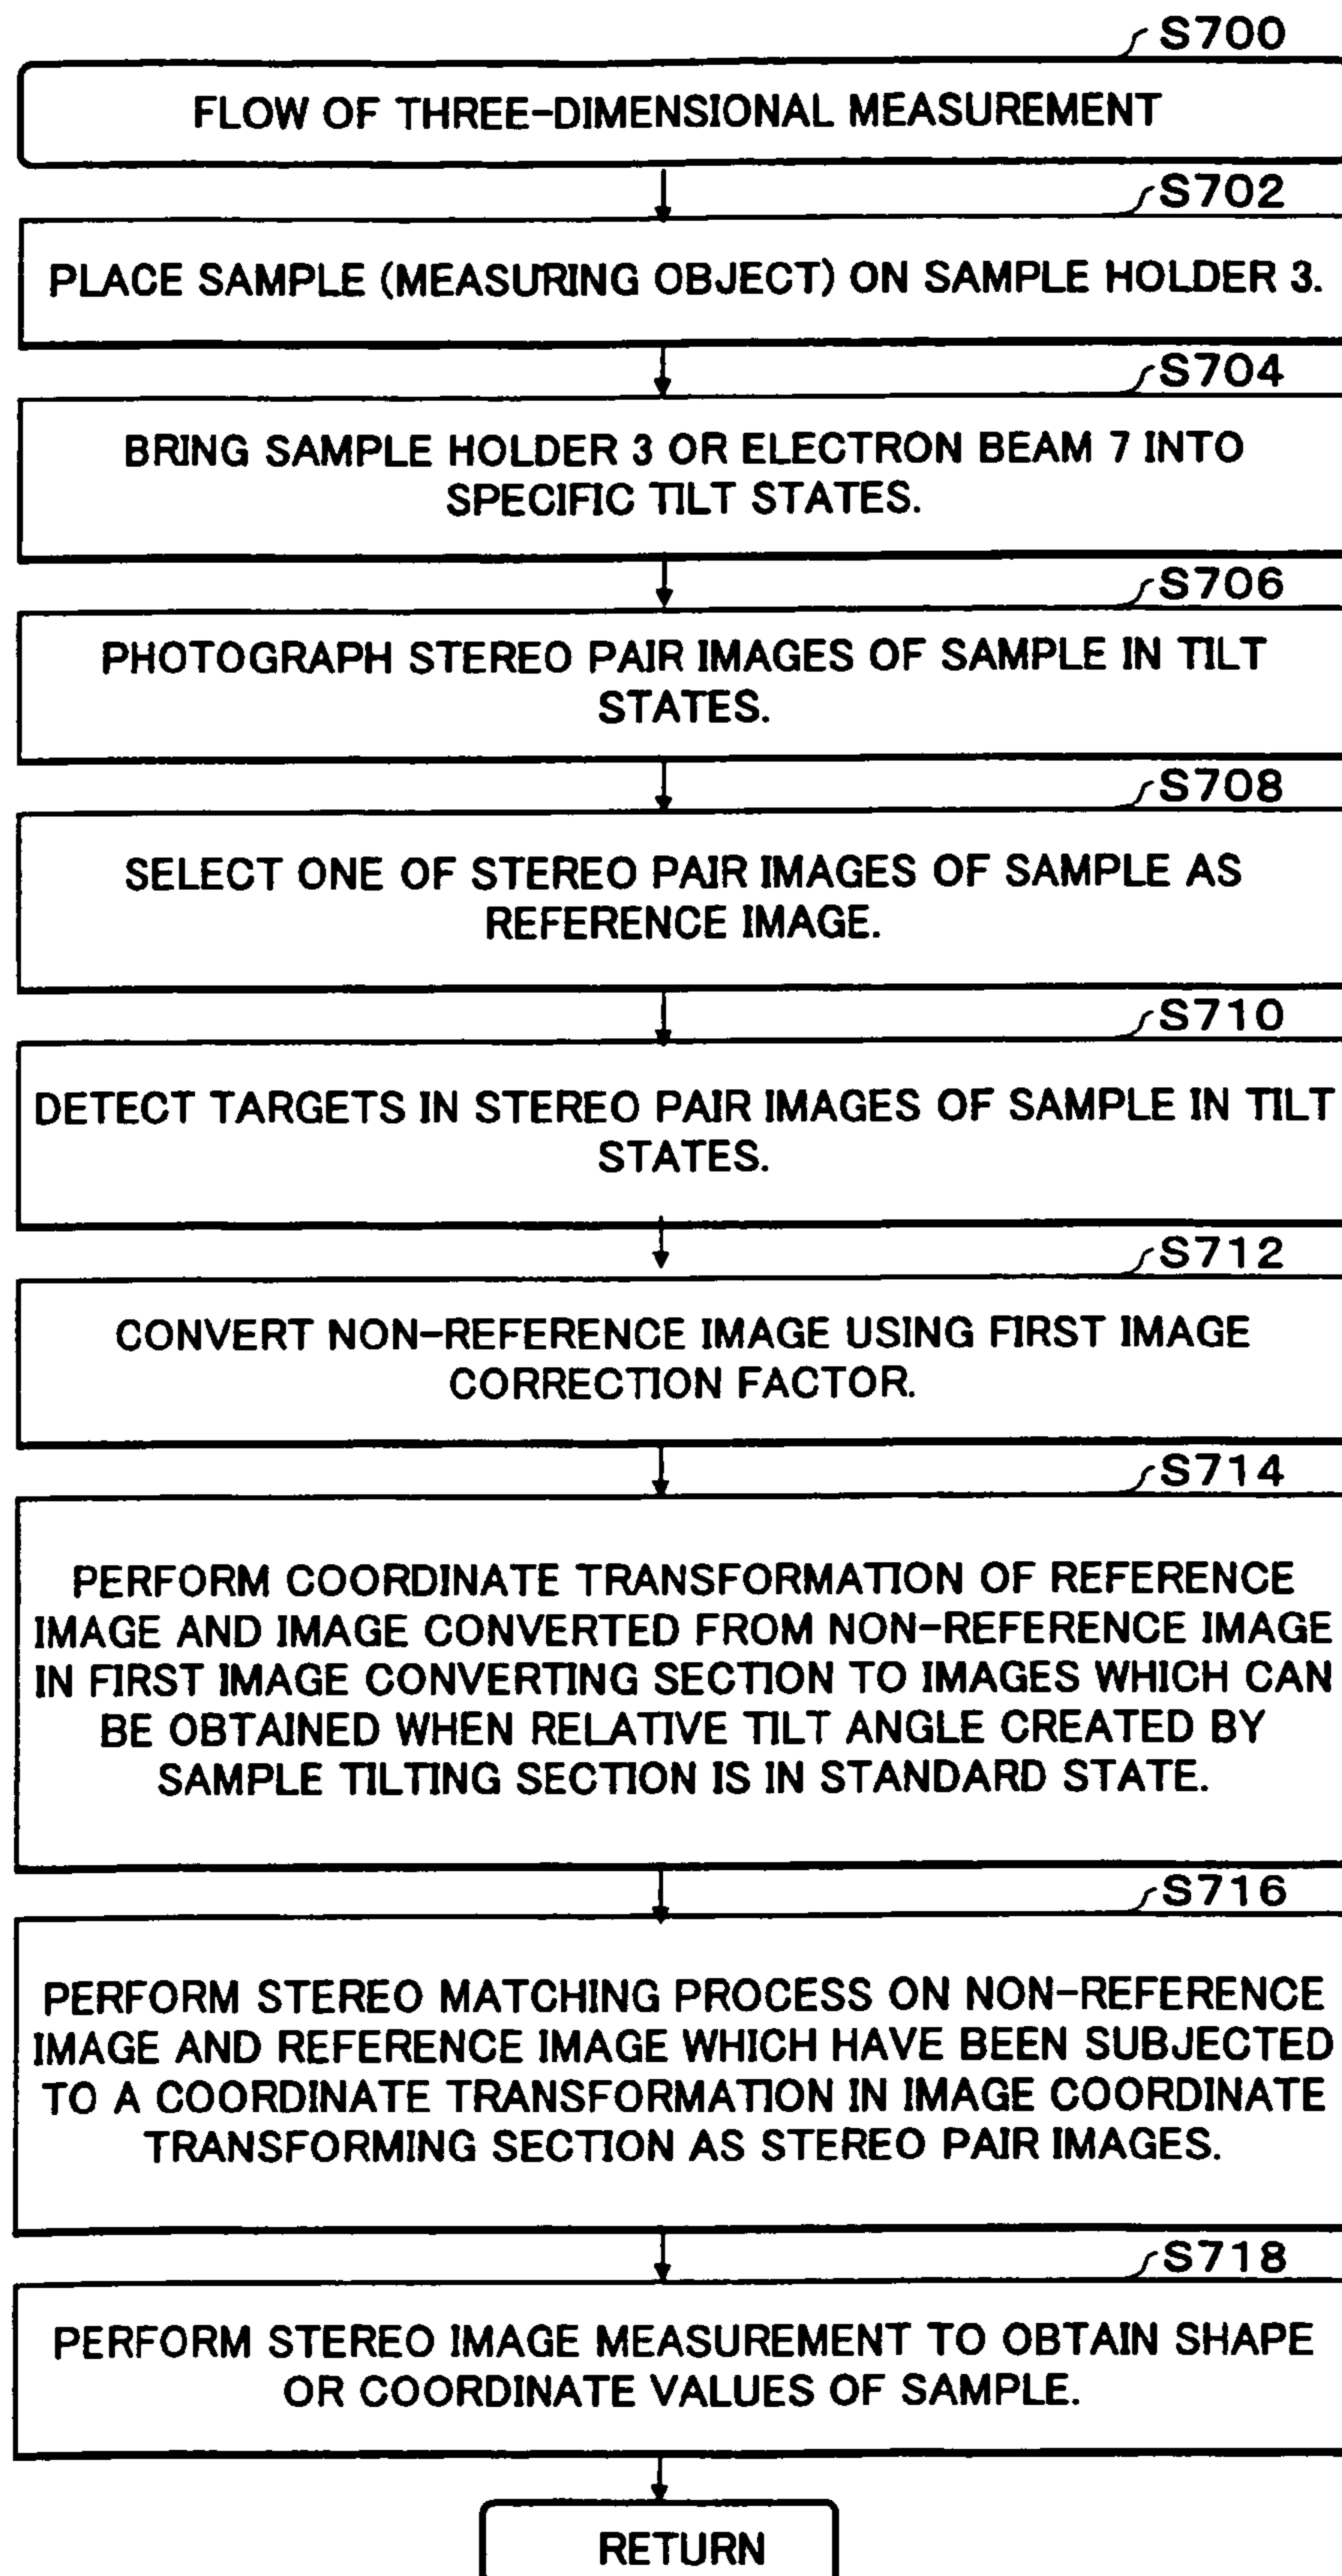 S700
FLOW OF THREE-DIMENSIONAL MEASUREMENT
S702
PLACE SAMPLE (MEASURING OBJECT) ON SAMPLE HOLDER 3.
S704
BRING SAMPLE HOLDER 3 OR ELECTRON BEAM 7 INTO
SPECIFIC TILT STATES.
S706
PHOTOGRAPH STEREO PAIR IMAGES OF SAMPLE IN TILT
STATES.
S708
SELECT ONE OF STEREO PAIR IMAGES OF SAMPLE AS
REFERENCE IMAGE.
S710
DETECT TARGETS IN STEREO PAIR IMAGES OF SAMPLE IN TILT
STATES.
S712
CONVERT NON-REFERENCE IMAGE USING FIRST IMAGE
CORRECTION FACTOR.
S714
PERFORM COORDINATE TRANSFORMATION OF REFERENCE
IMAGE AND IMAGE CONVERTED FROM NON-REFERENCE IMAGE
IN FIRST IMAGE CONVERTING SECTION TO IMAGES WHICH CAN
BE OBTAINED WHEN RELATIVE TILT ANGLE CREATED BY
SAMPLE TILTING SECTION IS IN STANDARD STATE.
S716
PERFORM STEREO MATCHING PROCESS ON NON-REFERENCE
IMAGE AND REFERENCE IMAGE WHICH HAVE BEEN SUBJECTED
TO A COORDINATE TRANSFORMATION IN IMAGE COORDINATE
TRANSFORMING SECTION AS STEREO PAIR IMAGES.
S718
PERFORM STEREO IMAGE MEASUREMENT TO OBTAIN SHAPE
OR COORDINATE VALUES OF SAMPLE.
RETURN